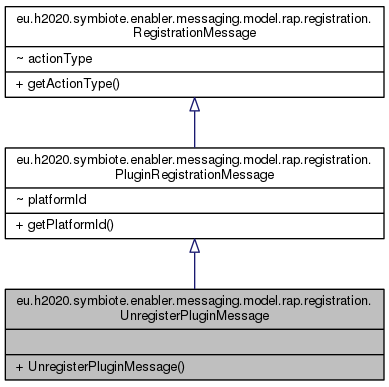 eu.h2020.symbiote.enabler.messaging.model.rap.registration.
RegistrationMessage
~ actionType
+ getActionType()
eu.h2020.symbiote.enabler.messaging.model.rap.registration.
PluginRegistrationMessage
~ platformId
+ getPlatformId()
eu.h2020.symbiote.enabler.messaging.model.rap.registration.
UnregisterPluginMessage
+ UnregisterPluginMessage()